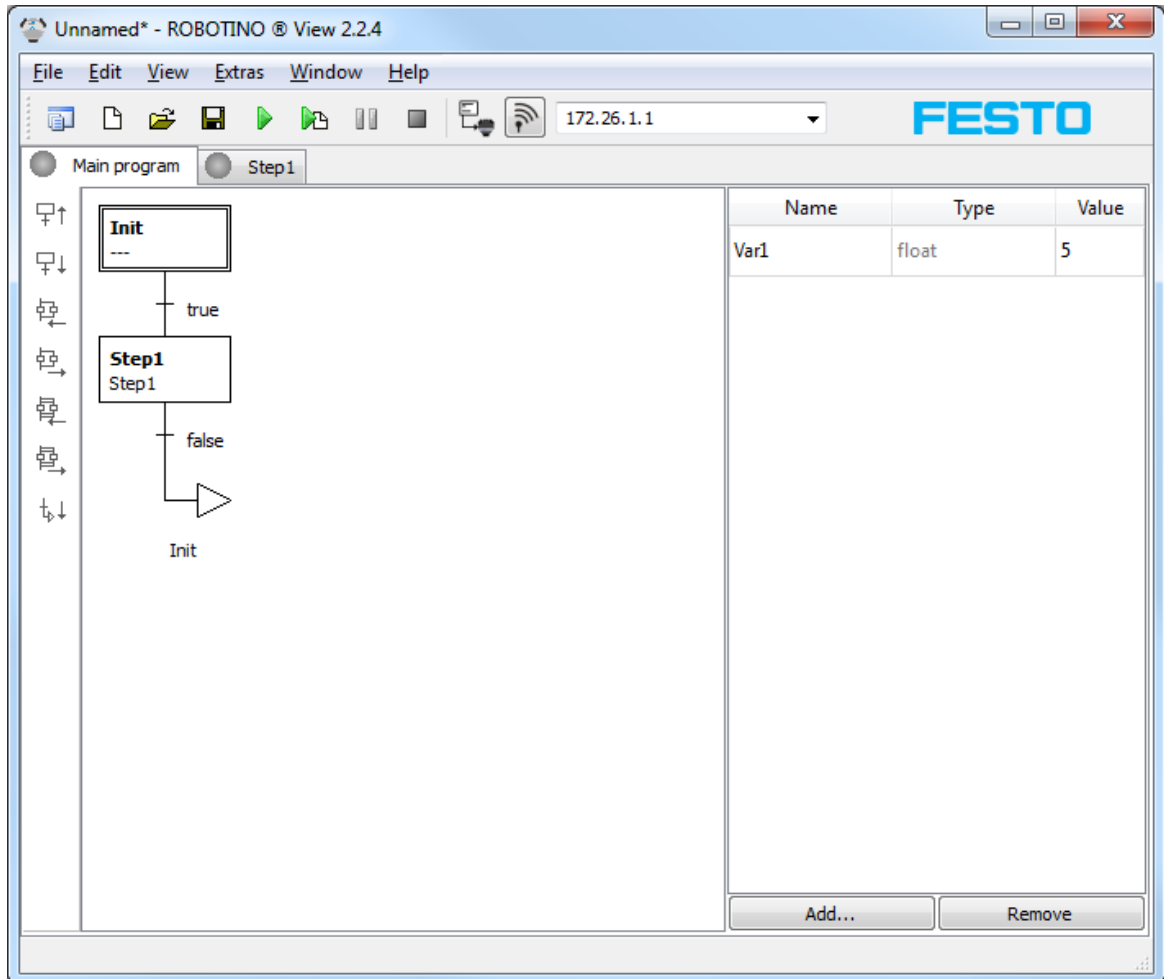 Unnamed* - ROBOTINO ® View 2.2.4
File Edit View Extras Window Help
172.26.1.1
FESTO
Main program Step1
Name Type Value
Var1 float 5
Init
---
true
Step1
Step1
false
Init
Add... Remove